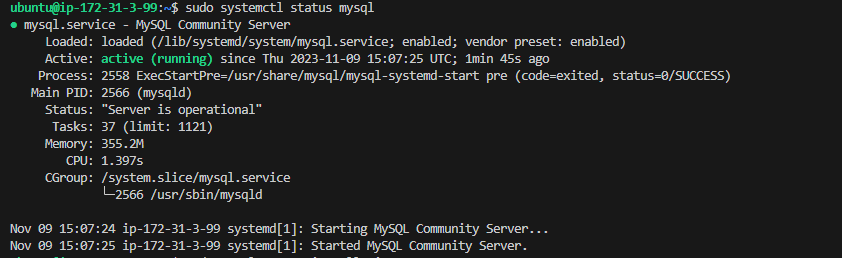 ubuntu@ip-172-31-3-99:~$ sudo systemctl status mysql
● mysql.service - MySQL Community Server
Loaded: loaded (/lib/systemd/system/mysql.service; enabled; vendor preset: enabled)
Active: active (running) since Thu 2023-11-09 15:07:25 UTC; 1min 45s ago
Process: 2558 ExecStartPre=/usr/share/mysql/mysql-systemd-start pre (code=exited, status=0/SUCCESS)
Main PID: 2566 (mysqld)
Status: "Server is operational"
Tasks: 37 (limit: 1121)
Memory: 355.2M
CPU: 1.397s
CGroup: /system.slice/mysql.service
└─2566 /usr/sbin/mysqld
Nov 09 15:07:24 ip-172-31-3-99 systemd[1]: Starting MySQL Community Server...
Nov 09 15:07:25 ip-172-31-3-99 systemd[1]: Started MySQL Community Server.